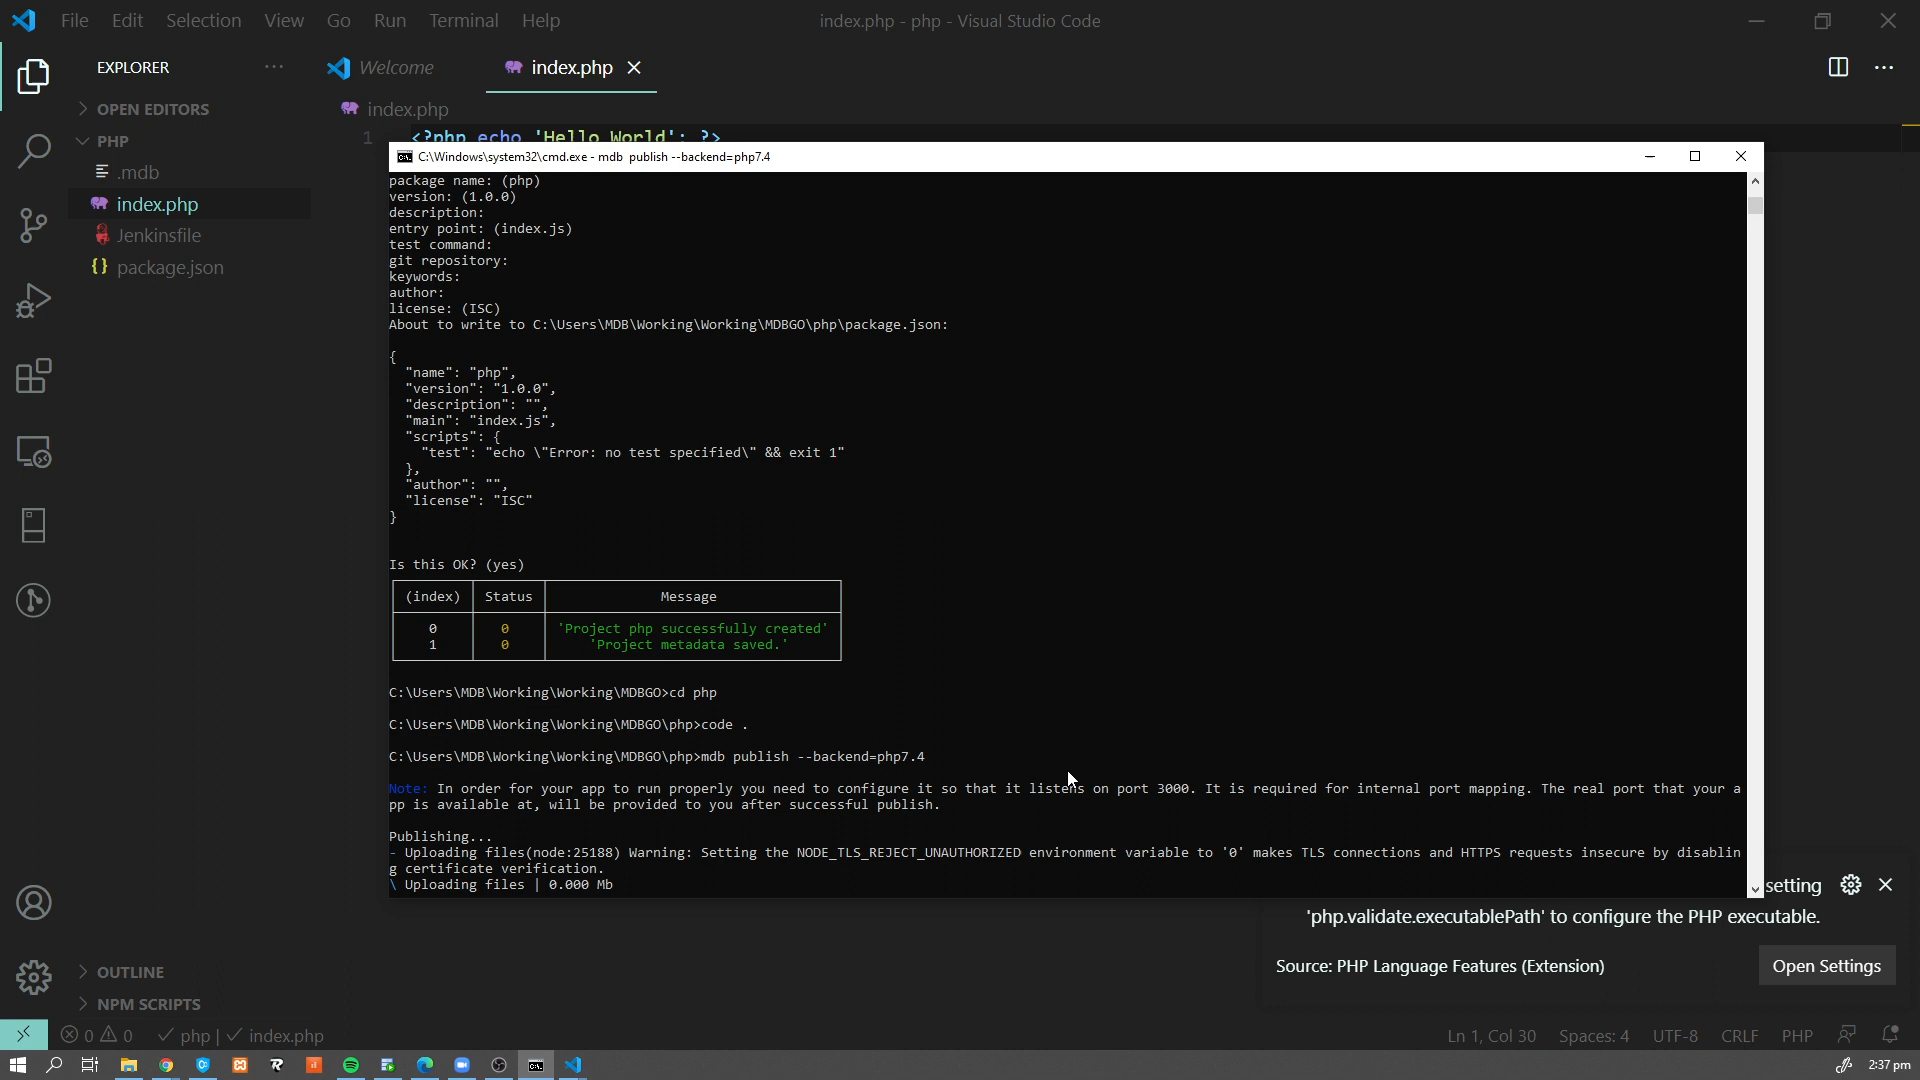 File Edit Selection View Go Run Terminal Help
index.php - php - Visual Studio Code
EXPLORER
Welcome
index.php
OPEN EDITORS
index.php
PHP
1 <?php echo 'Hello World'; ?>
.mdb
index.php
Jenkinsfile
package.json
C:\Windows\system32\cmd.exe - mdb publish --backend=php7.4
package name: (php)
version: (1.0.0)
description:
entry point: (index.js)
test command:
git repository:
keywords:
author:
license: (ISC)
About to write to C:\Users\MDB\Working\Working\MDBGO\php\package.json:
{
"name": "php",
"version": "1.0.0",
"description": "",
"main": "index.js",
"scripts": {
"test": "echo \"Error: no test specified\" && exit 1"
},
"author": "",
"license": "ISC"
}
Is this OK? (yes)
(index) Status Message
0 0 'Project php successfully created'
1 0 'Project metadata saved.'
C:\Users\MDB\Working\Working\MDBGO>cd php
C:\Users\MDB\Working\Working\MDBGO\php>code .
C:\Users\MDB\Working\Working\MDBGO\php>mdb publish --backend=php7.4
Note: In order for your app to run properly you need to configure it so that it listens on port 3000. It is required for internal port mapping. The real port that your a
pp is available at, will be provided to you after successful publish.
Publishing...
- Uploading files(node:25188) Warning: Setting the NODE_TLS_REJECT_UNAUTHORIZED environment variable to '0' makes TLS connections and HTTPS requests insecure by disablin
g certificate verification.
\ Uploading files | 0.000 Mb
setting
'php.validate.executablePath' to configure the PHP executable.
Source: PHP Language Features (Extension)
Open Settings
OUTLINE
NPM SCRIPTS
0 0 php | index.php
Ln 1, Col 30 Spaces: 4 UTF-8 CRLF PHP
2:37 pm